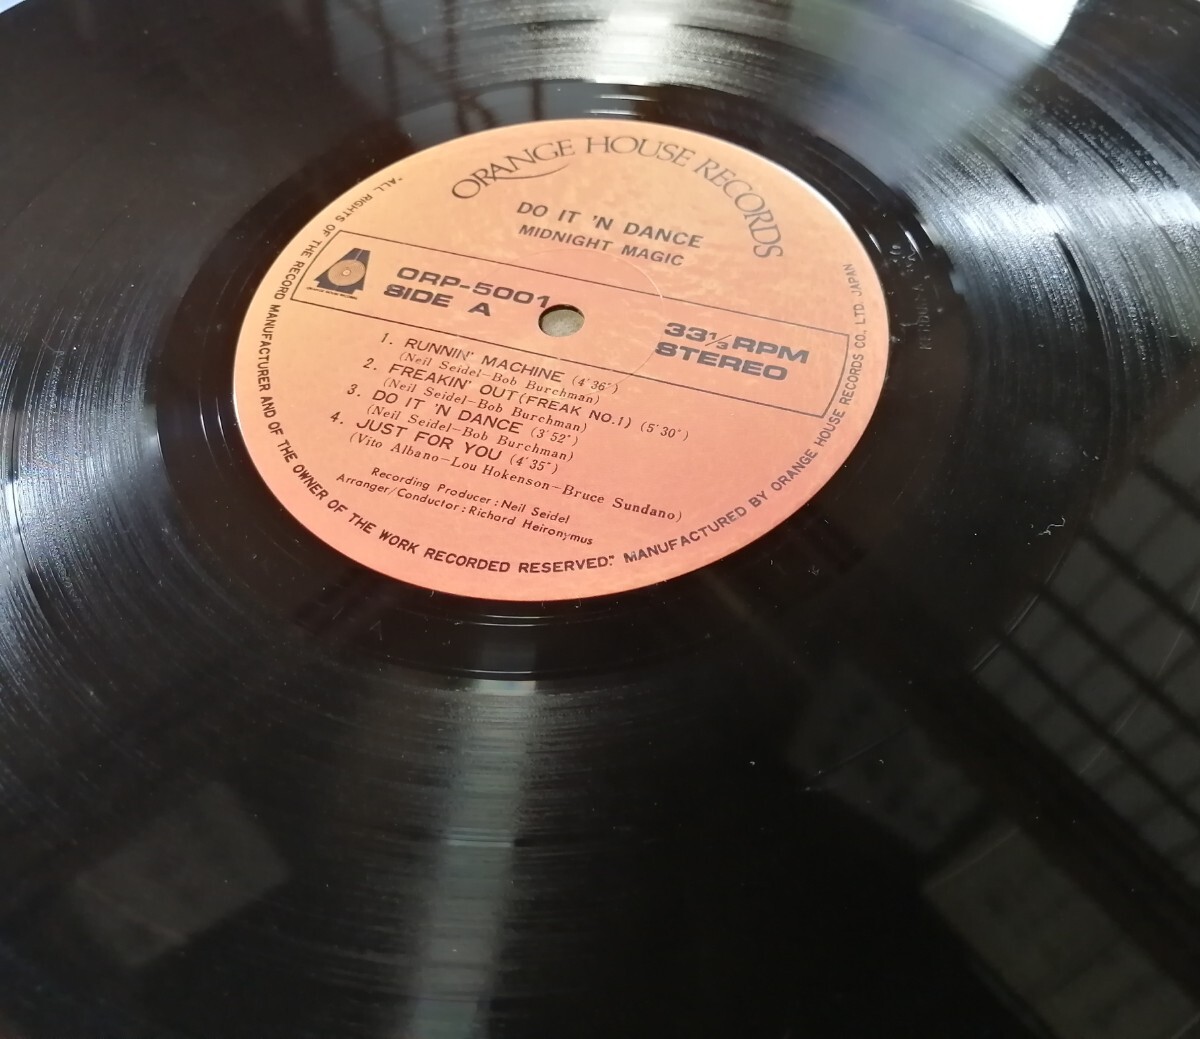 ORANGE HOUSE RECORDS
DO IT 'N DANCE
MIDNIGHT MAGIC
ORP-5001
SIDE A
33 1/3 RPM
STEREO
1. RUNNIN' MACHINE (4'36")
(Neil Seidel–Bob Burchman)
2. FREAKIN' OUT (FREAK NO.1) (5'30")
(Neil Seidel–Bob Burchman)
3. DO IT 'N DANCE (3'52")
(Neil Seidel–Bob Burchman)
4. JUST FOR YOU (4'35")
(Vito Albano–Lou Hokenson–Bruce Sundano)
Recording Producer: Neil Seidel
Arranger/Conductor: Richard Heironymus
"ALL RIGHTS OF THE RECORD MANUFACTURER AND OF THE OWNER OF THE WORK RECORDED RESERVED." MANUFACTURED BY ORANGE HOUSE RECORDS CO., LTD. JAPAN